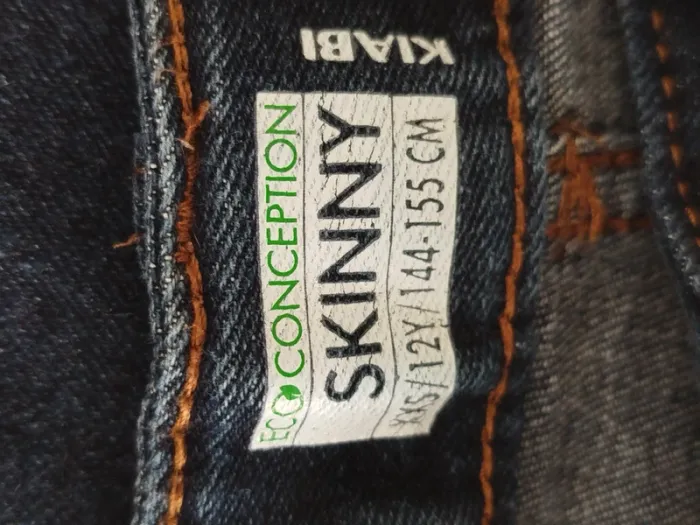 KIABI
ECO CONCEPTION
SKINNY
XXS/12Y/144-155 CM